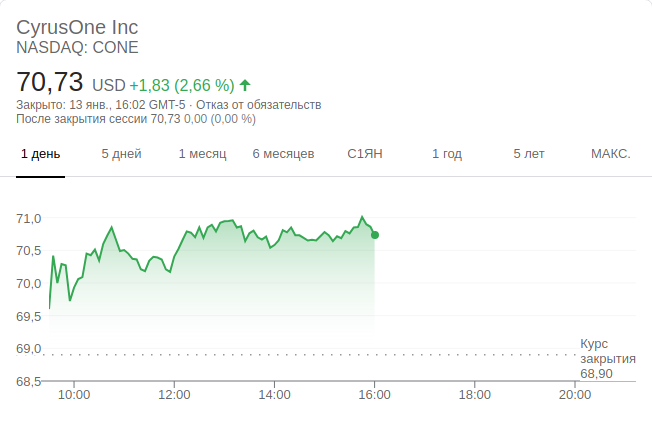 CyrusOne Inc
NASDAQ: CONE
70,73 USD +1,83 (2,66 %)
Закрыто: 13 янв., 16:02 GMT-5 · Отказ от обязательств
После закрытия сессии 70,73 0,00 (0,00 %)
1 день 5 дней 1 месяц 6 месяцев С1ЯН 1 год 5 лет МАКС.
71,0
70,5
70,0
69,5
69,0
68,5
Курс
закрытия
68,90
10:00 12:00 14:00 16:00 18:00 20:00